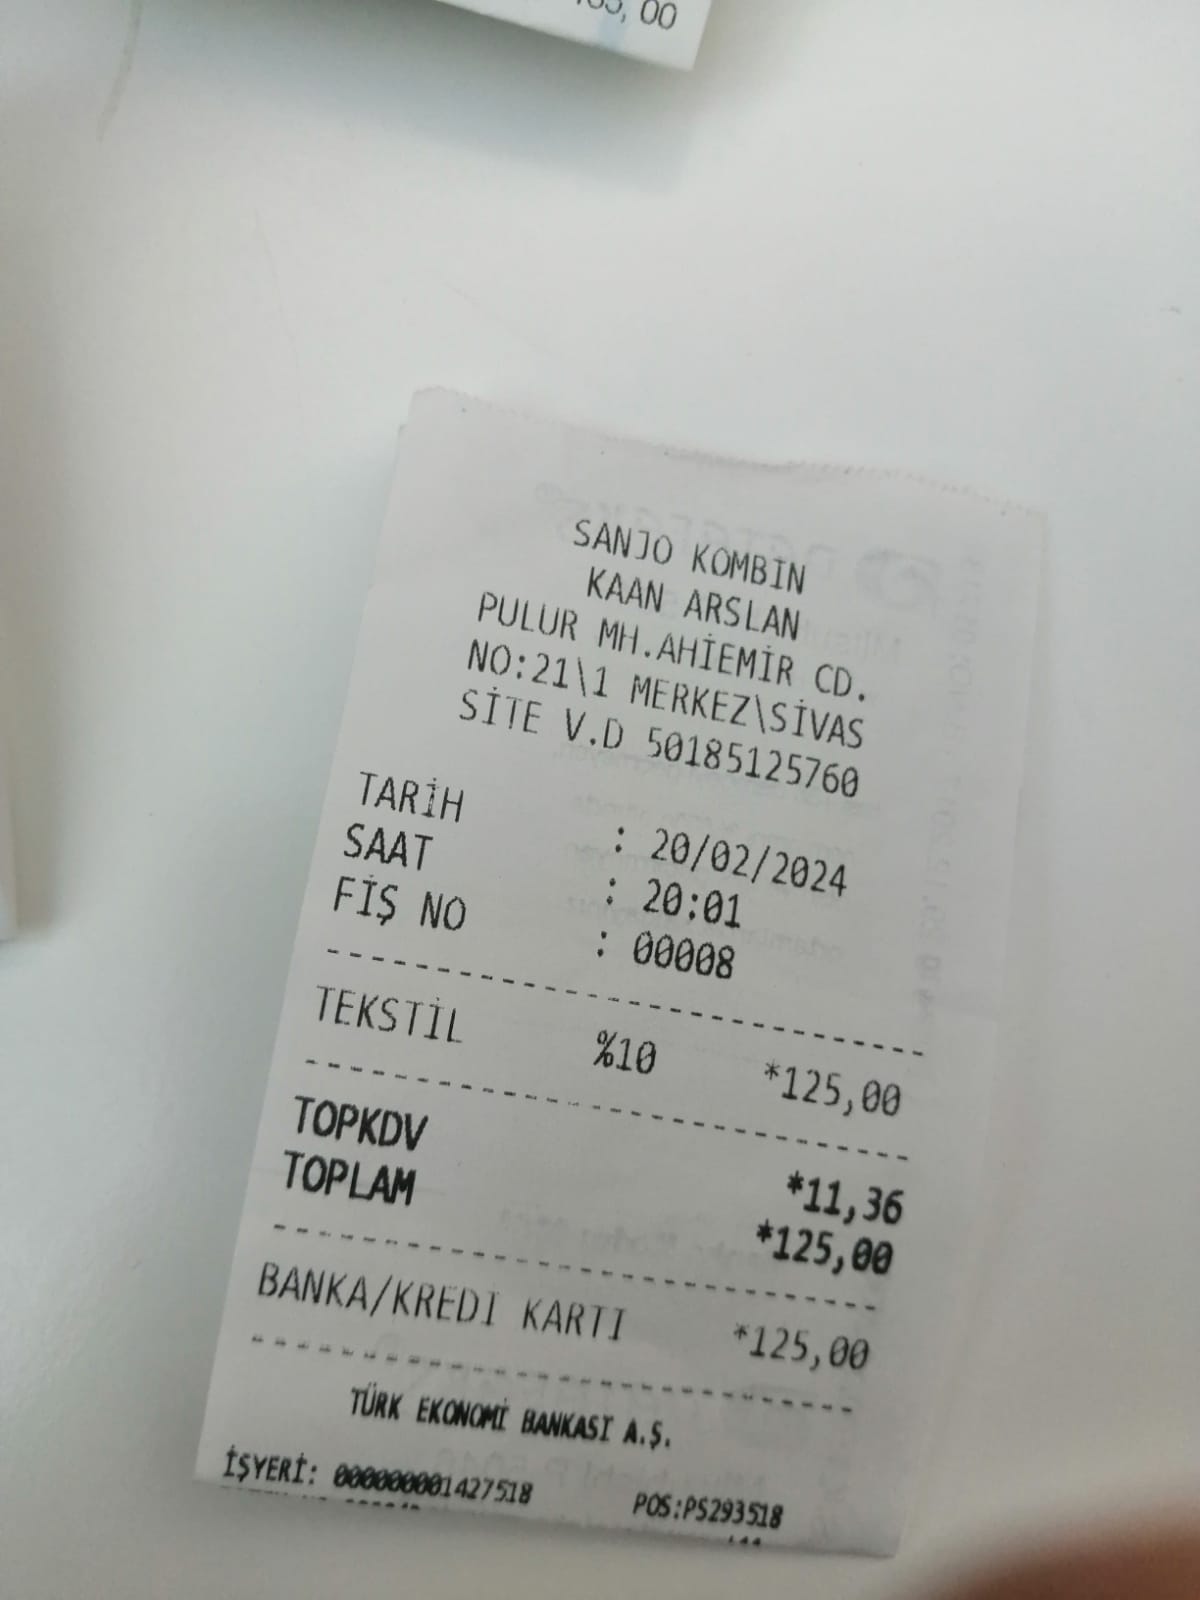 00
SANJO KOMBİN
KAAN ARSLAN
PULUR MH.AHİEMİR CD.
NO:21\1 MERKEZ\SİVAS
SİTE V.D 50185125760
TARİH : 20/02/2024
SAAT : 20:01
FİŞ NO : 00008
TEKSTİL %10 *125,00
TOPKDV *11,36
TOPLAM *125,00
BANKA/KREDI KARTI *125,00
TÜRK EKONOMİ BANKASI A.Ş.
İŞYERİ: 000000001427518 POS:PS293518